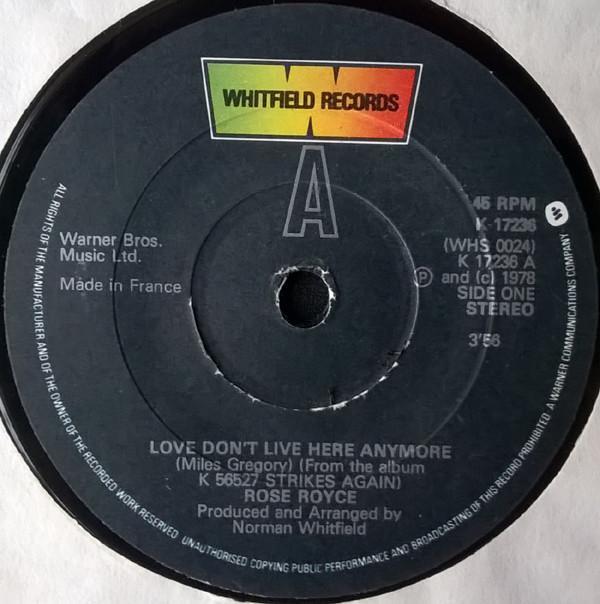 WHITFIELD RECORDS
A
45 RPM
K 17236
(WHS 0024)
K 17236 A
Ⓟ and (c) 1978
SIDE ONE
STEREO
3'56
Warner Bros.
Music Ltd.
Made in France
LOVE DON'T LIVE HERE ANYMORE
(Miles Gregory) (From the album
K 56527 STRIKES AGAIN)
ROSE ROYCE
Produced and Arranged by
Norman Whitfield
ALL RIGHTS OF THE MANUFACTURER AND OF THE OWNER OF THE RECORDED WORK RESERVED. UNAUTHORISED COPYING PUBLIC PERFORMANCE AND BROADCASTING OF THIS RECORD PROHIBITED. A WARNER COMMUNICATIONS COMPANY